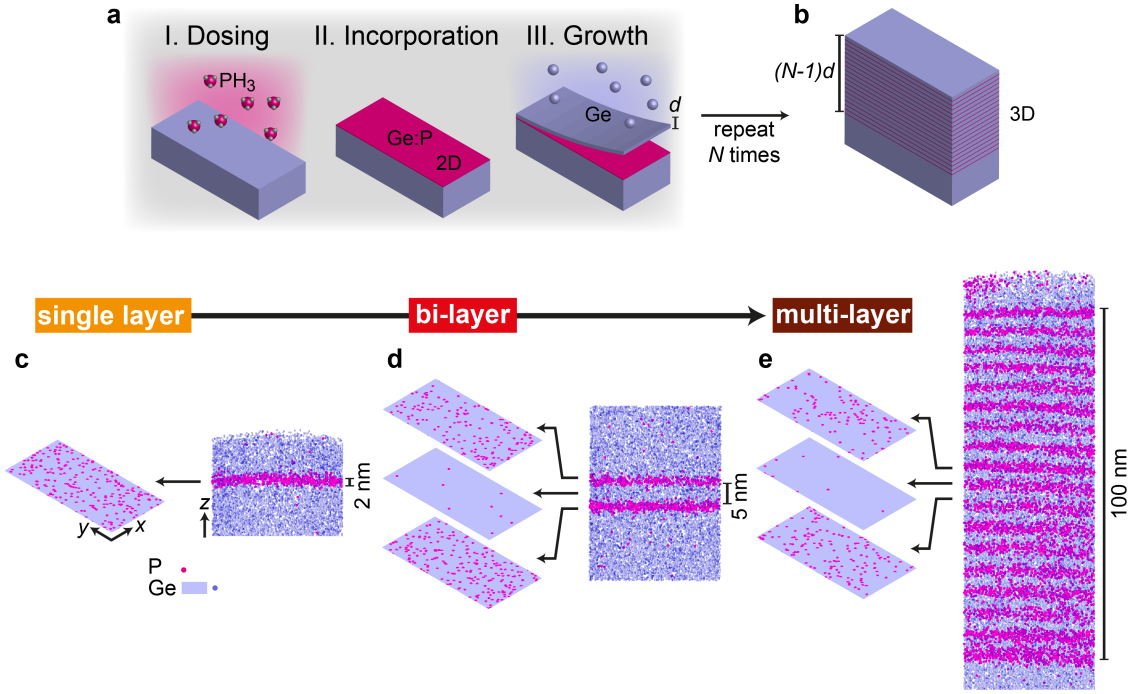 a
I. Dosing
II. Incorporation
III. Growth
PH3
Ge:P
2D
Ge
d
repeat
N times
b
(N-1)d
3D
single layer
bi-layer
multi-layer
c
y
x
z
2 nm
P
Ge
d
5 nm
e
100 nm